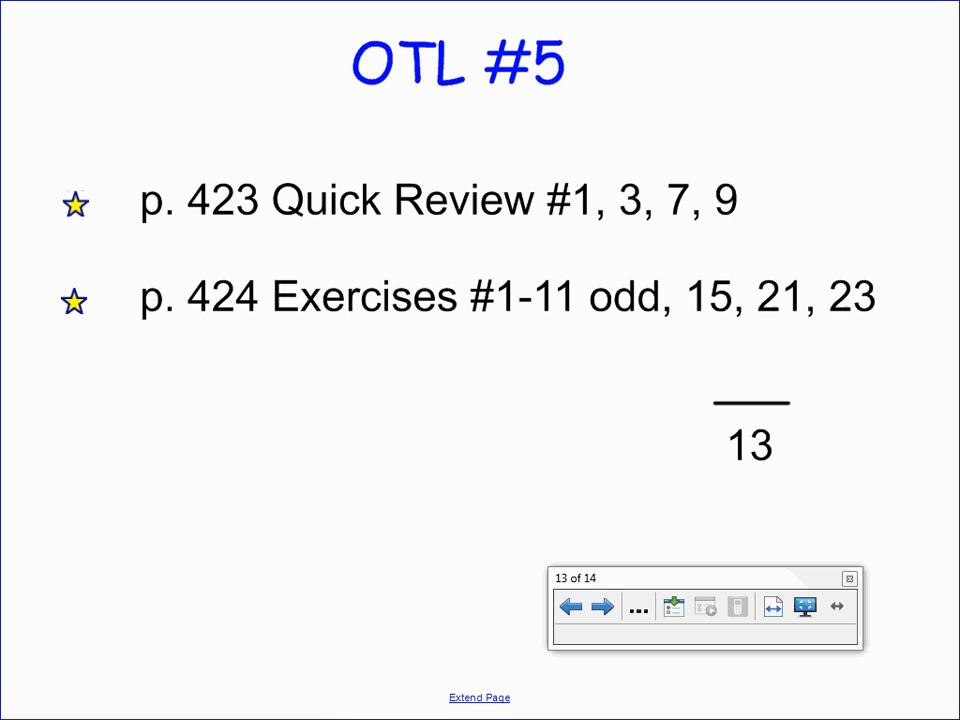 OTL #5
p. 423 Quick Review #1, 3, 7, 9
p. 424 Exercises #1-11 odd, 15, 21, 23
13
13 of 14
...
Extend Page